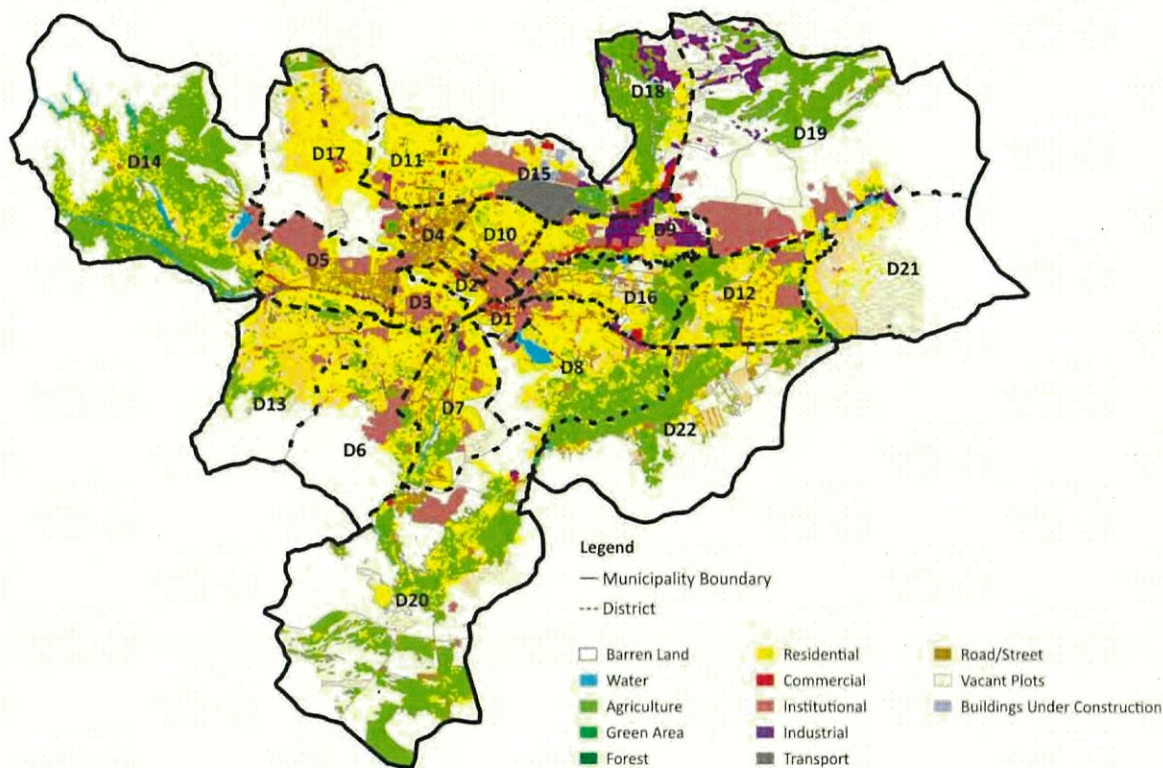 D18
D19
D14
D17
D11
D15
D4
D10
D9
D5
D2
D16
D12
D21
D3
D1
D8
D13
D7
D6
D22
D20
Legend
Municipality Boundary
District
Barren Land
Water
Agriculture
Green Area
Forest
Residential
Commercial
Institutional
Industrial
Transport
Road/Street
Vacant Plots
Buildings Under Construction